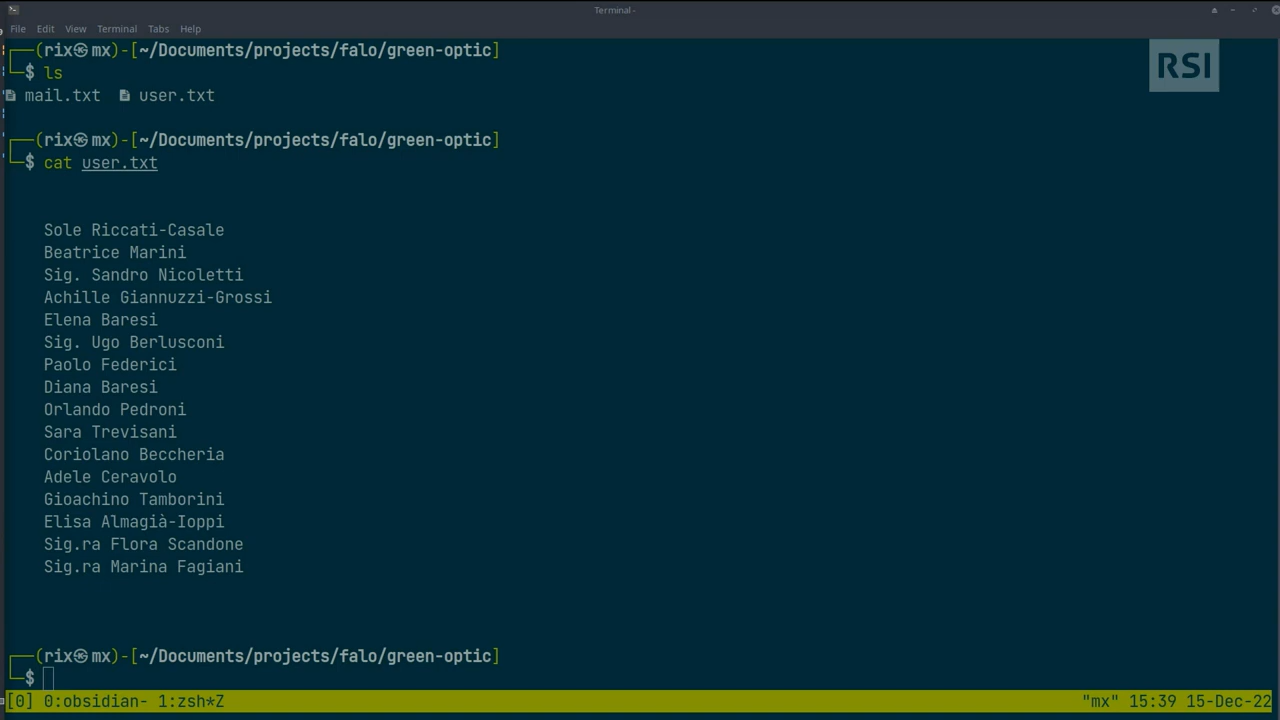 Terminal -
File Edit View Terminal Tabs Help
┌──(rix㉿mx)-[~/Documents/projects/falo/green-optic]
└─$ ls
mail.txt user.txt
┌──(rix㉿mx)-[~/Documents/projects/falo/green-optic]
└─$ cat user.txt
Sole Riccati-Casale
Beatrice Marini
Sig. Sandro Nicoletti
Achille Giannuzzi-Grossi
Elena Baresi
Sig. Ugo Berlusconi
Paolo Federici
Diana Baresi
Orlando Pedroni
Sara Trevisani
Coriolano Beccheria
Adele Ceravolo
Gioachino Tamborini
Elisa Almagià-Ioppi
Sig.ra Flora Scandone
Sig.ra Marina Fagiani
┌──(rix㉿mx)-[~/Documents/projects/falo/green-optic]
└─$
[0] 0:obsidian- 1:zsh*Z "mx" 15:39 15-Dec-22
RSI